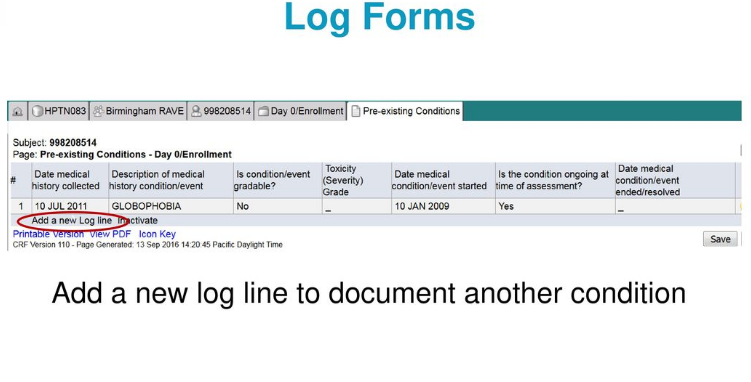 Log Forms
HPTN083 Birmingham RAVE 998208514 Day 0/Enrollment Pre-existing Conditions
Subject: 998208514
Page: Pre-existing Conditions - Day 0/Enrollment
# Date medical history collected Description of medical history condition/event Is condition/event gradable? Toxicity (Severity) Grade Date medical condition/event started Is the condition ongoing at time of assessment? Date medical condition/event ended/resolved
1 10 JUL 2011 GLOBOPHOBIA No _ 10 JAN 2009 Yes _
Add a new Log line Inactivate
Printable Version View PDF Icon Key
CRF Version 110 - Page Generated: 13 Sep 2016 14:20:45 Pacific Daylight Time
Save
Add a new log line to document another condition